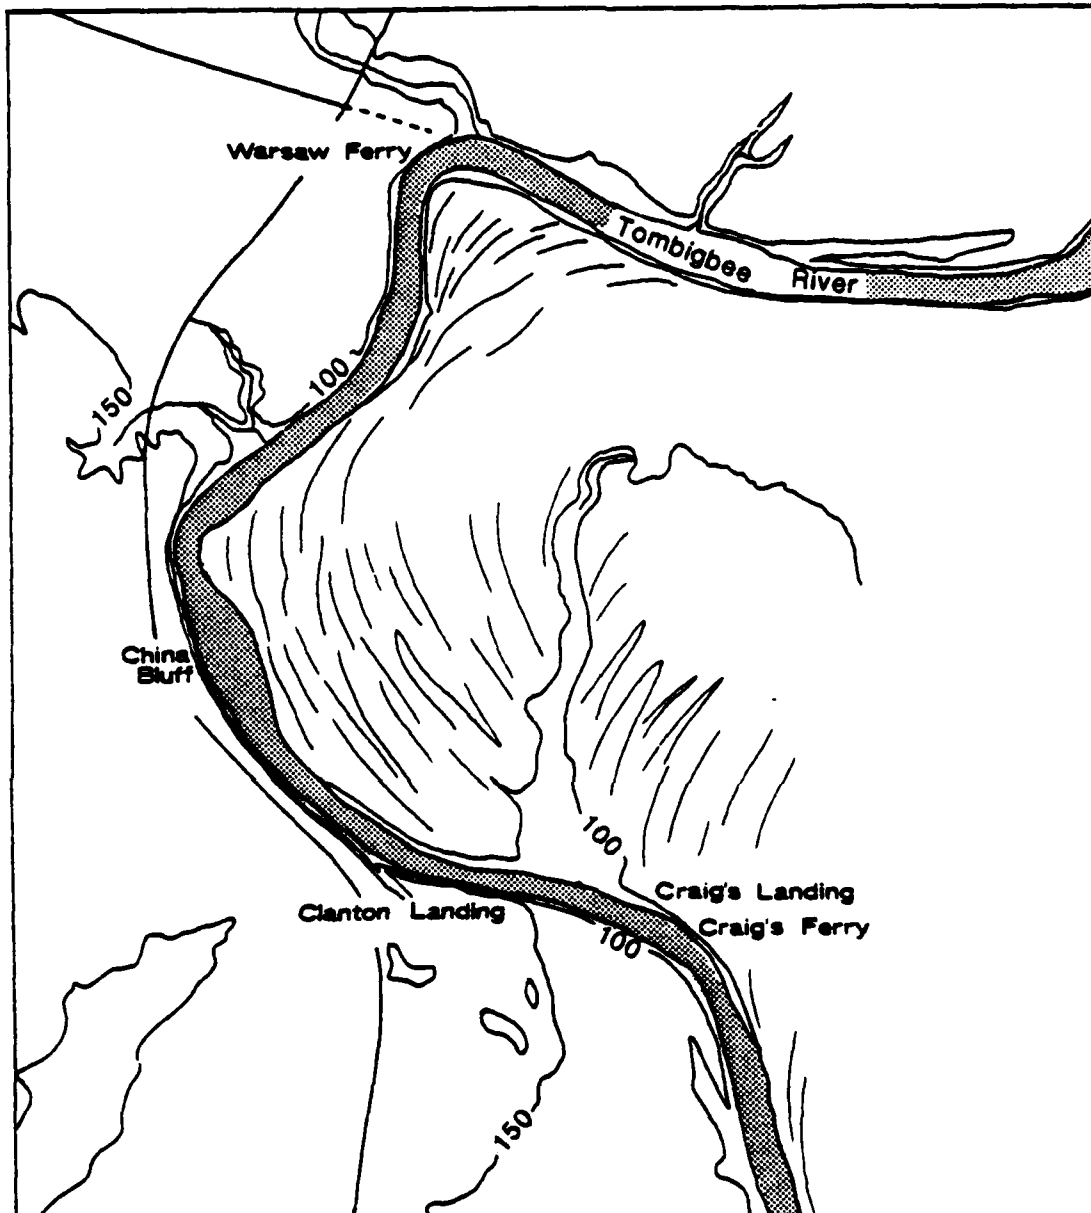 Warsaw Ferry
Tombigbee River
100
150
China
Bluff
100
Craig's Landing
Clanton Landing
Craig's Ferry
100
150